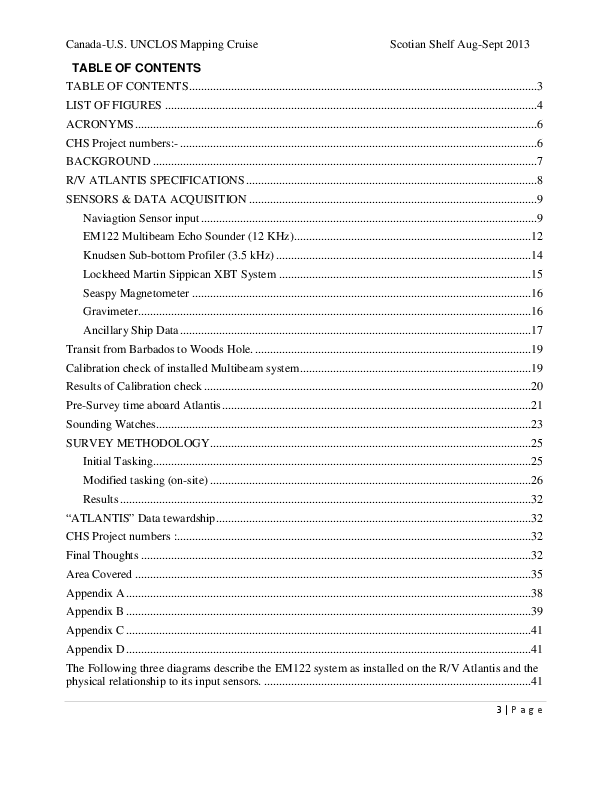 Canada-U.S. UNCLOS Mapping Cruise Scotian Shelf Aug-Sept 2013
TABLE OF CONTENTS
TABLE OF CONTENTS...3
LIST OF FIGURES ...4
ACRONYMS...6
CHS Project numbers:- ...6
BACKGROUND ...7
R/V ATLANTIS SPECIFICATIONS...8
SENSORS & DATA ACQUISITION ...9
Naviagtion Sensor input...9
EM122 Multibeam Echo Sounder (12 KHz)...12
Knudsen Sub-bottom Profiler (3.5 kHz) ...14
Lockheed Martin Sippican XBT System ...15
Seaspy Magnetometer ...16
Gravimeter...16
Ancillary Ship Data...17
Transit from Barbados to Woods Hole. ...19
Calibration check of installed Multibeam system...19
Results of Calibration check ...20
Pre-Survey time aboard Atlantis...21
Sounding Watches...23
SURVEY METHODOLOGY...25
Initial Tasking...25
Modified tasking (on-site) ...26
Results...32
“ATLANTIS” Data tewardship...32
CHS Project numbers :...32
Final Thoughts ...32
Area Covered ...35
Appendix A...38
Appendix B ...39
Appendix C ...41
Appendix D...41
The Following three diagrams describe the EM122 system as installed on the R/V Atlantis and the
physical relationship to its input sensors. ...41
3 | P a g e